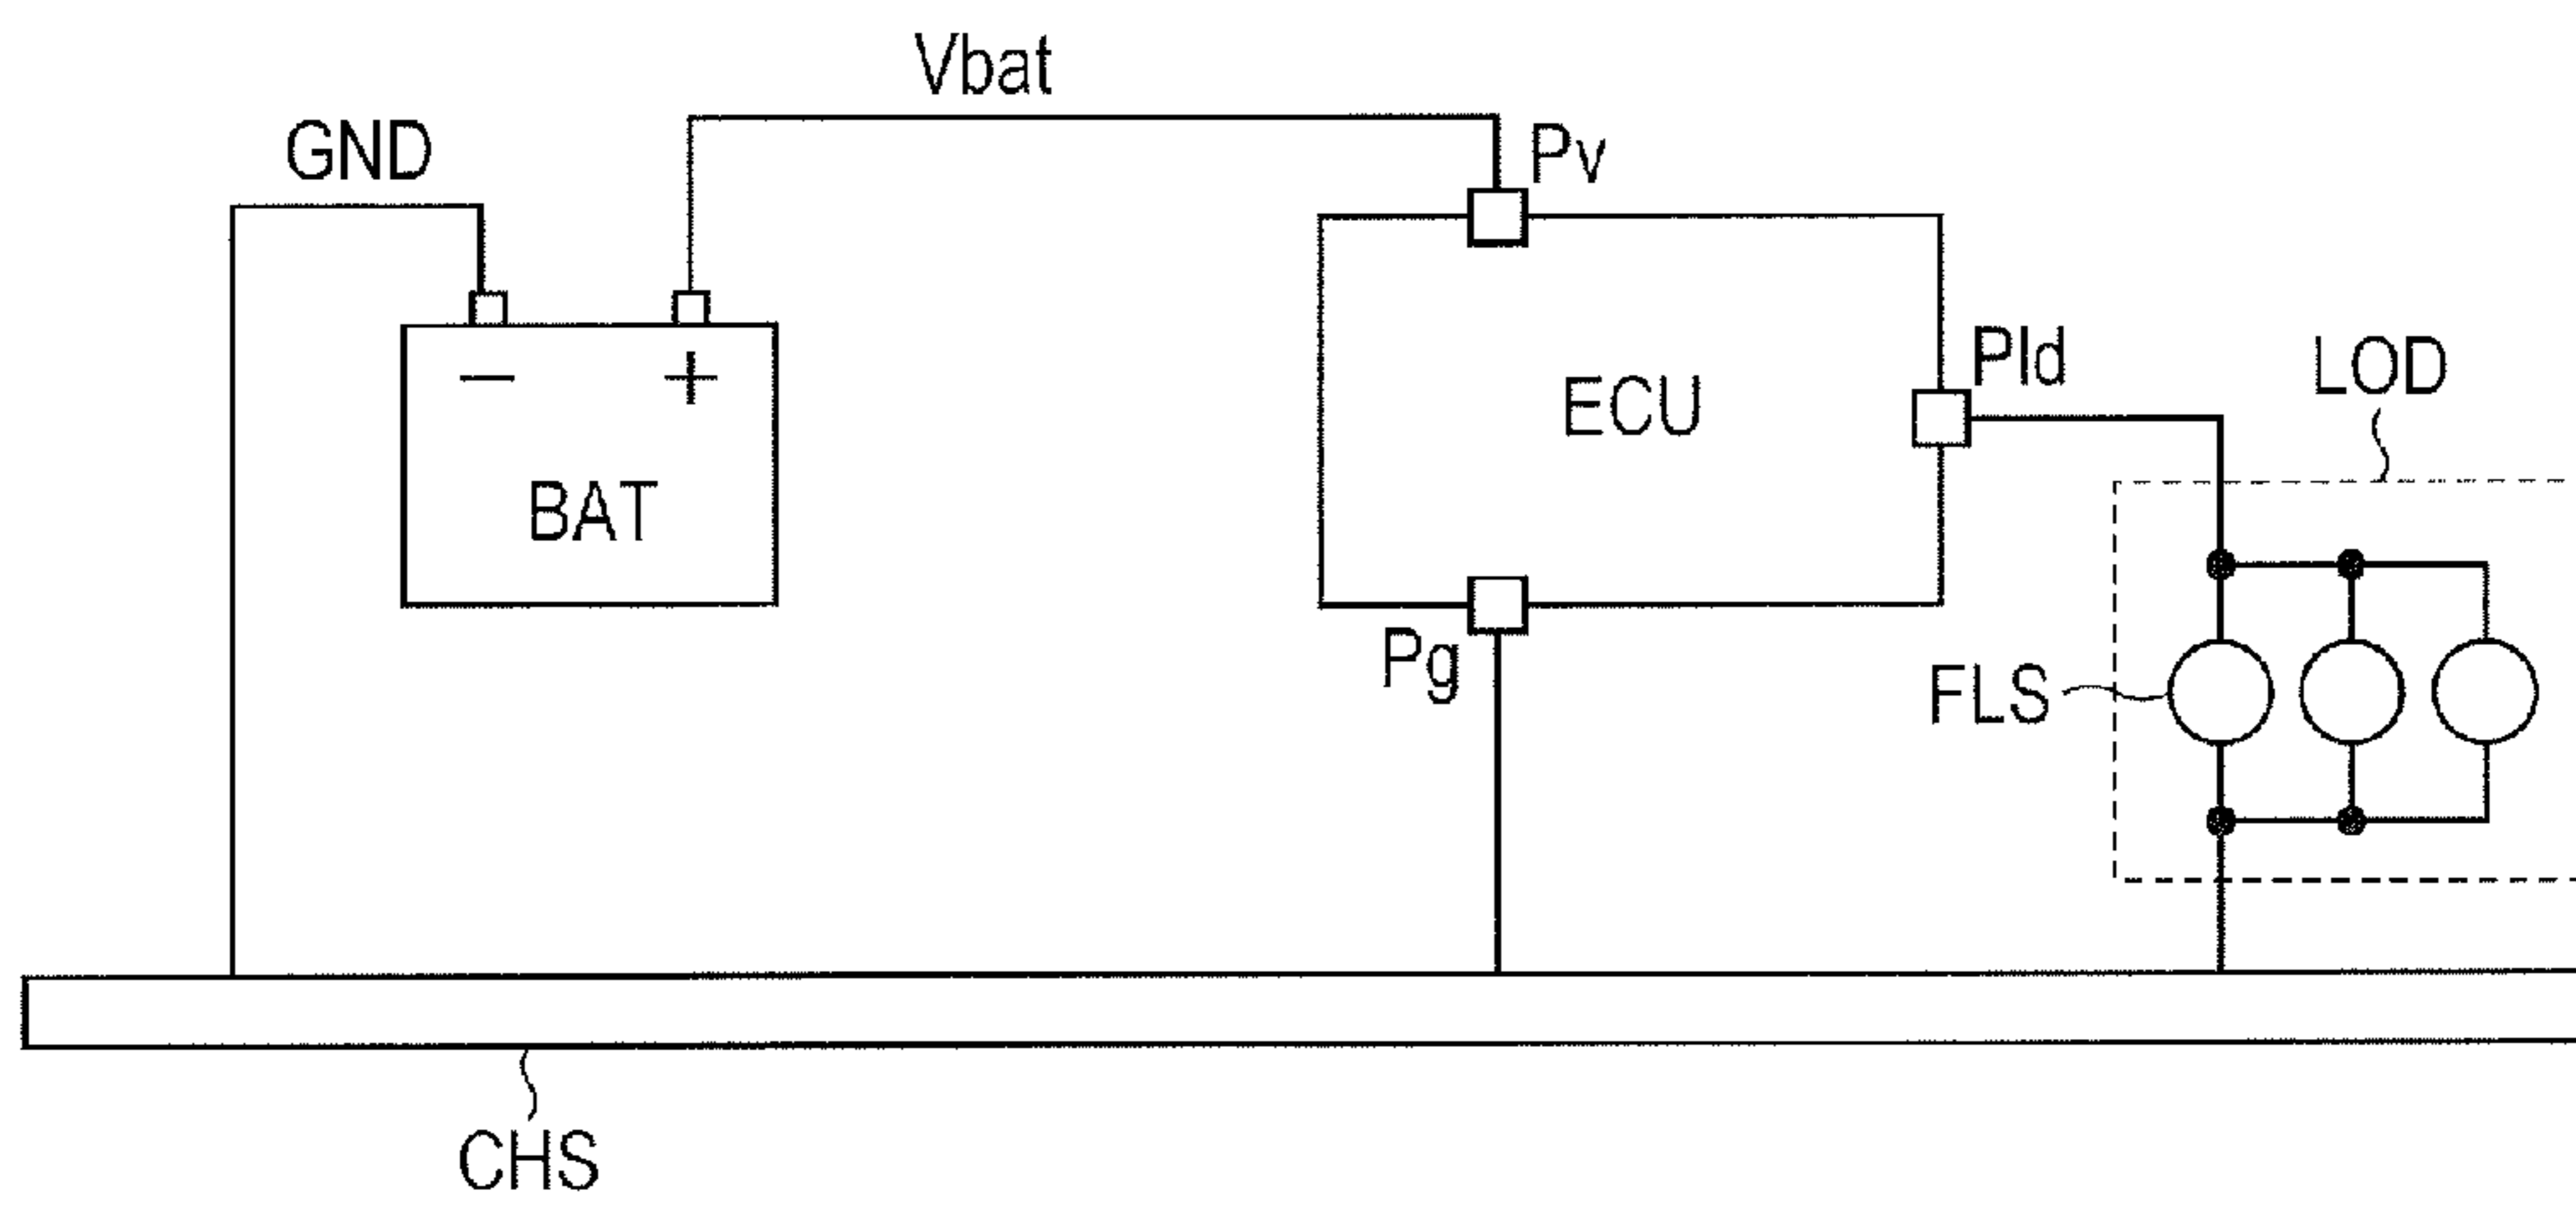 Vbat
GND
Pv
Pld
LOD
− +
ECU
BAT
Pg
FLS
CHS